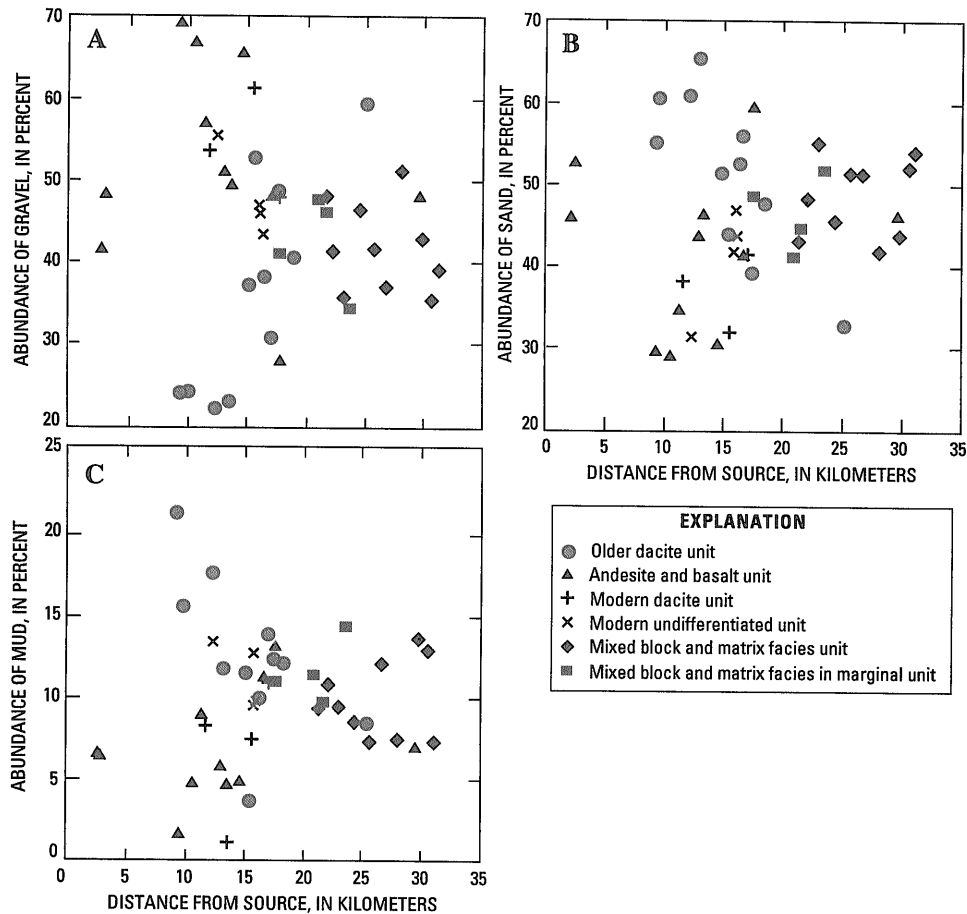 A
ABUNDANCE OF GRAVEL, IN PERCENT
70
60
50
40
30
20
B
ABUNDANCE OF SAND, IN PERCENT
70
60
50
40
30
20
0 5 10 15 20 25 30 35
DISTANCE FROM SOURCE, IN KILOMETERS
C
ABUNDANCE OF MUD, IN PERCENT
25
20
15
10
5
0
0 5 10 15 20 25 30 35
DISTANCE FROM SOURCE, IN KILOMETERS
EXPLANATION
Older dacite unit
Andesite and basalt unit
Modern dacite unit
Modern undifferentiated unit
Mixed block and matrix facies unit
Mixed block and matrix facies in marginal unit